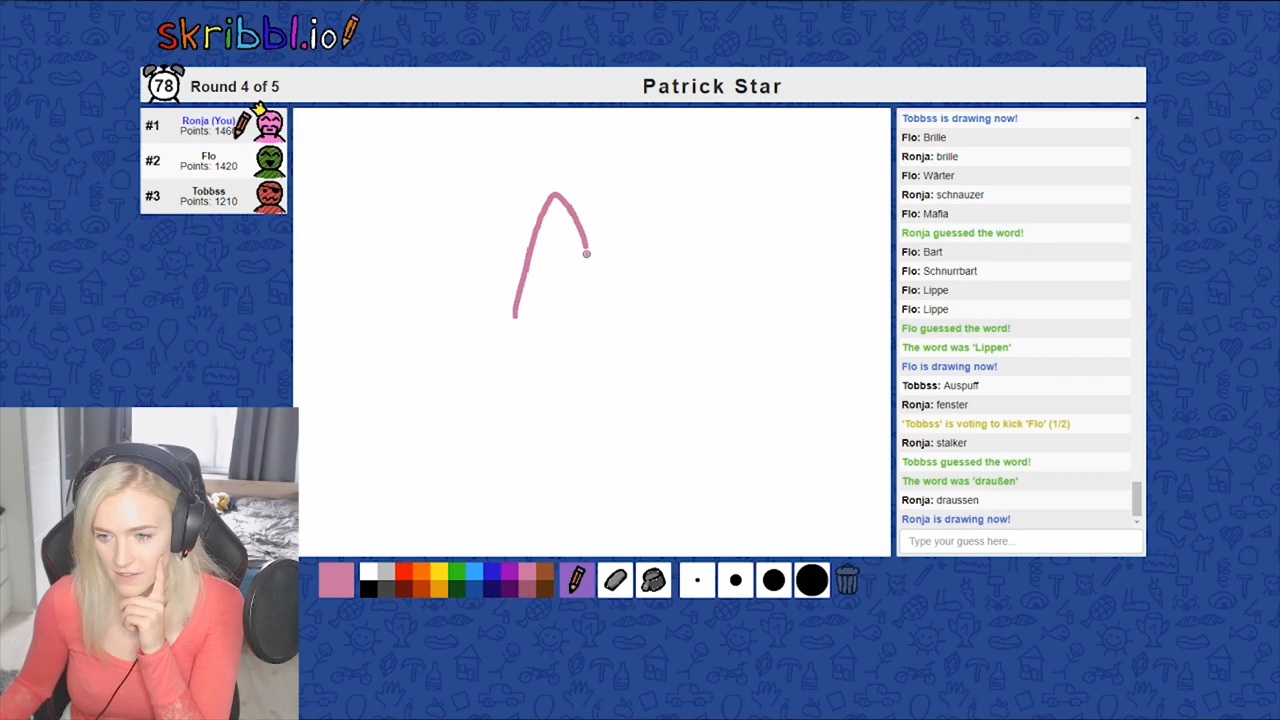 skribbl.io!
78
Round 4 of 5
Patrick Star
#1
Ronja (You)
Points: 1460
#2
Flo
Points: 1420
#3
Tobbss
Points: 1210
Tobbss is drawing now!
Flo: Brille
Ronja: brille
Flo: Wärter
Ronja: schnauzer
Flo: Mafia
Ronja guessed the word!
Flo: Bart
Flo: Schnurrbart
Flo: Lippe
Flo: Lippe
Flo guessed the word!
The word was 'Lippen'
Flo is drawing now!
Tobbss: Auspuff
Ronja: fenster
'Tobbss' is voting to kick 'Flo' (1/2)
Ronja: stalker
Tobbss guessed the word!
The word was 'draußen'
Ronja: draussen
Ronja is drawing now!
Type your guess here...